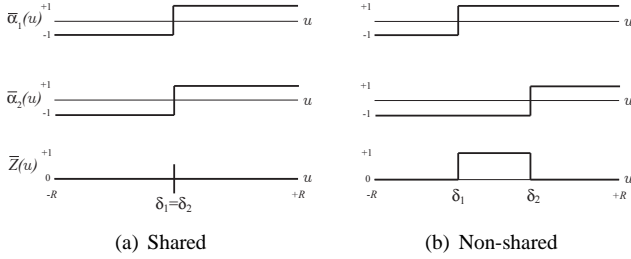 +1
ᾱ₁(u)
-1
u
+1
ᾱ₂(u)
-1
u
+1
Z̄(u)
0
-R
δ₁=δ₂
+R
u
(a) Shared
+1
-1
u
+1
-1
u
+1
0
-R
δ₁
δ₂
+R
u
(b) Non-shared